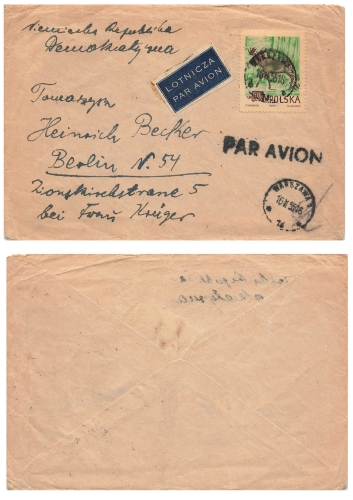 Niemiecka Republika
Demokratyczna
LOTNICZA
PAR AVION
POLSKA
Towarzysz
Heinrich Becker
Berlin N. 54
Zionskirchstrasse 5
bei Frau Krüger
PAR AVION
WARSZAWA